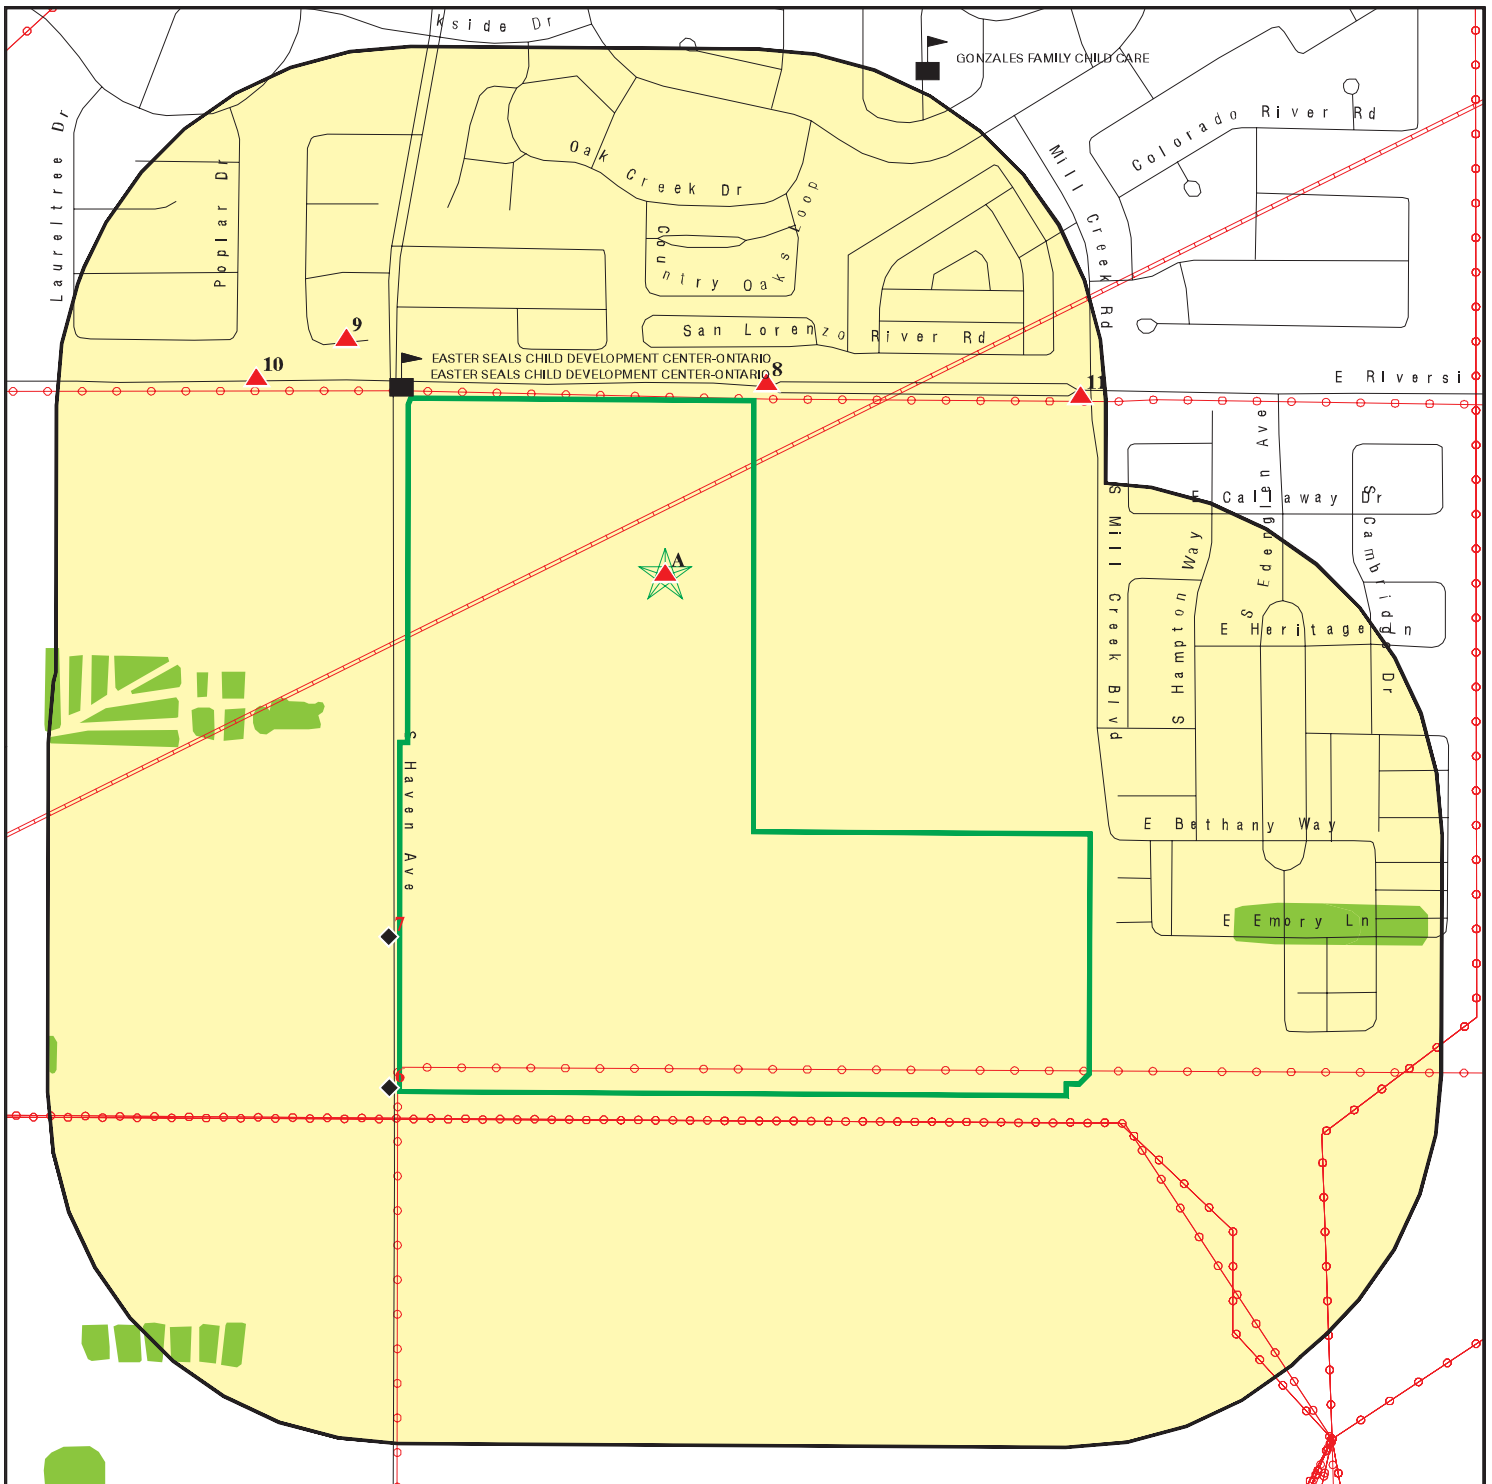 kside Dr
GONZALES FAMILY CHILD CARE
Laureltree Dr
Poplar Dr
Oak Creek Dr
Country Oaks Loop
Mill Creek Rd
Colorado River Rd
San Lorenzo River Rd
9
10
EASTER SEALS CHILD DEVELOPMENT CENTER-ONTARIO
EASTER SEALS CHILD DEVELOPMENT CENTER-ONTARIO
8
11
E Riversi
A
S Mill Creek Blvd
S Hampton Way
S Edenglen Ave
E Callaway Dr
S Cambridge Dr
E Heritage Ln
S Haven Ave
E Bethany Way
E Emory Ln
7
6